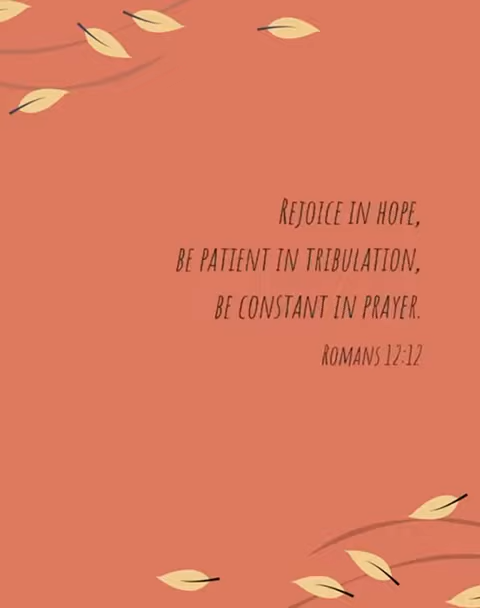 Rejoice in hope,
be patient in tribulation,
be constant in prayer.
Romans 12:12